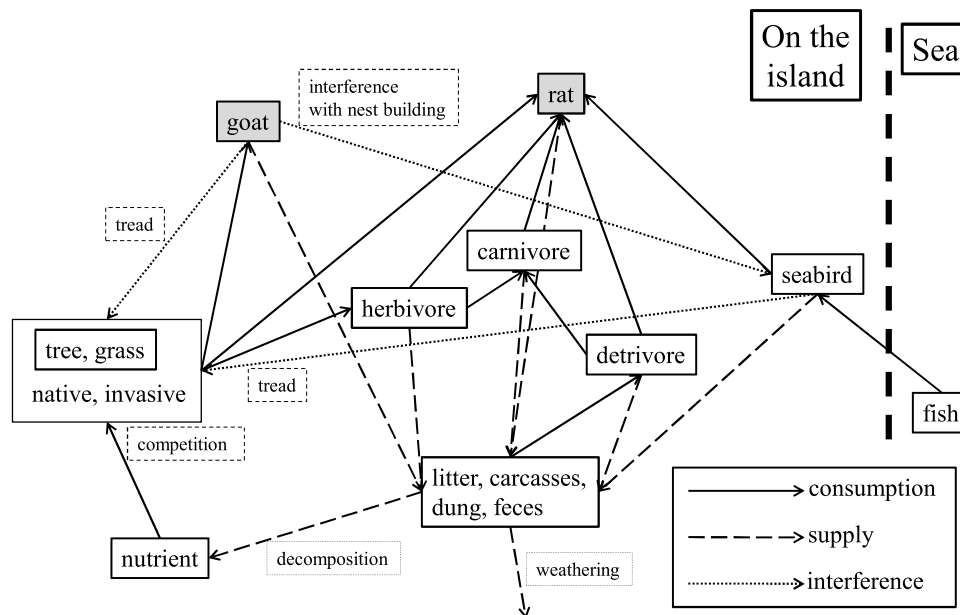 On the
island
Sea
interference
with nest building
rat
goat
tread
carnivore
seabird
herbivore
tree, grass
native, invasive
detrivore
tread
fish
competition
litter, carcasses,
dung, feces
consumption
supply
interference
nutrient
decomposition
weathering